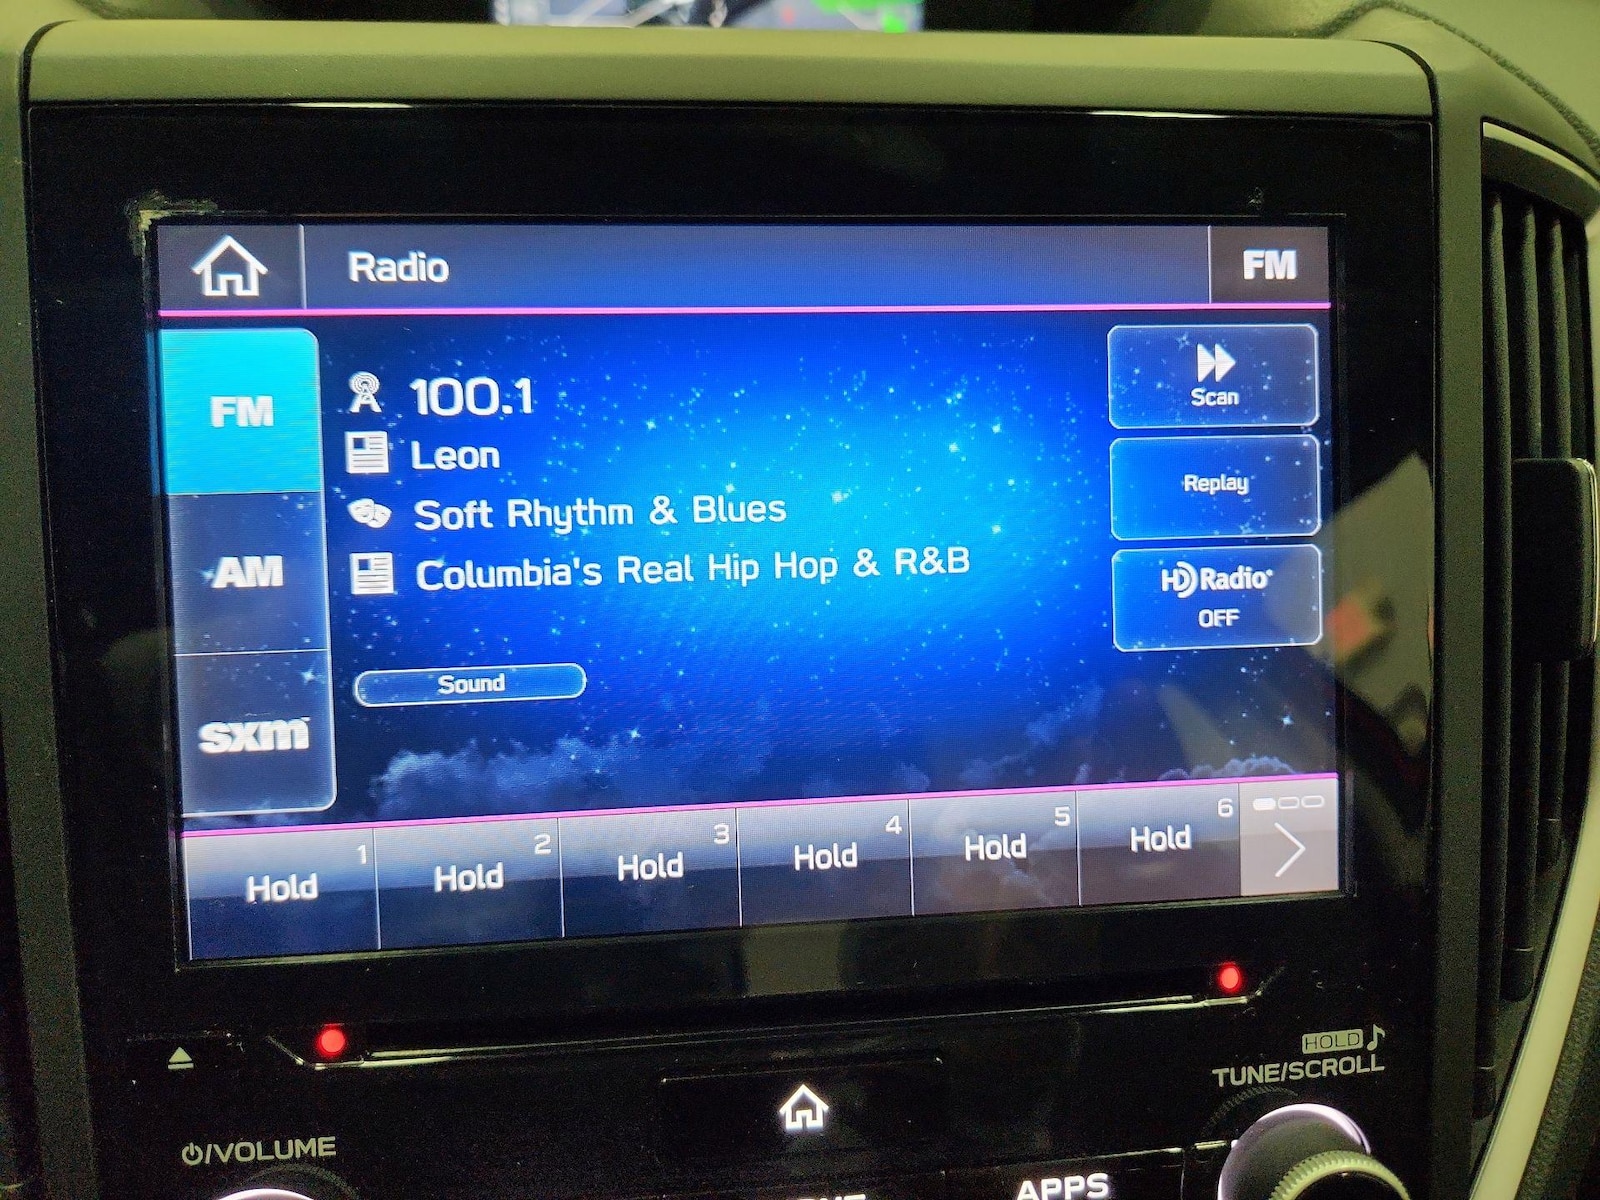 Radio
FM
FM
AM
sxm
100.1
Leon
Soft Rhythm & Blues
Columbia's Real Hip Hop & R&B
Sound
Scan
Replay
HD Radio
OFF
1
Hold
2
Hold
3
Hold
4
Hold
5
Hold
6
Hold
HOLD
TUNE/SCROLL
/VOLUME
APPS